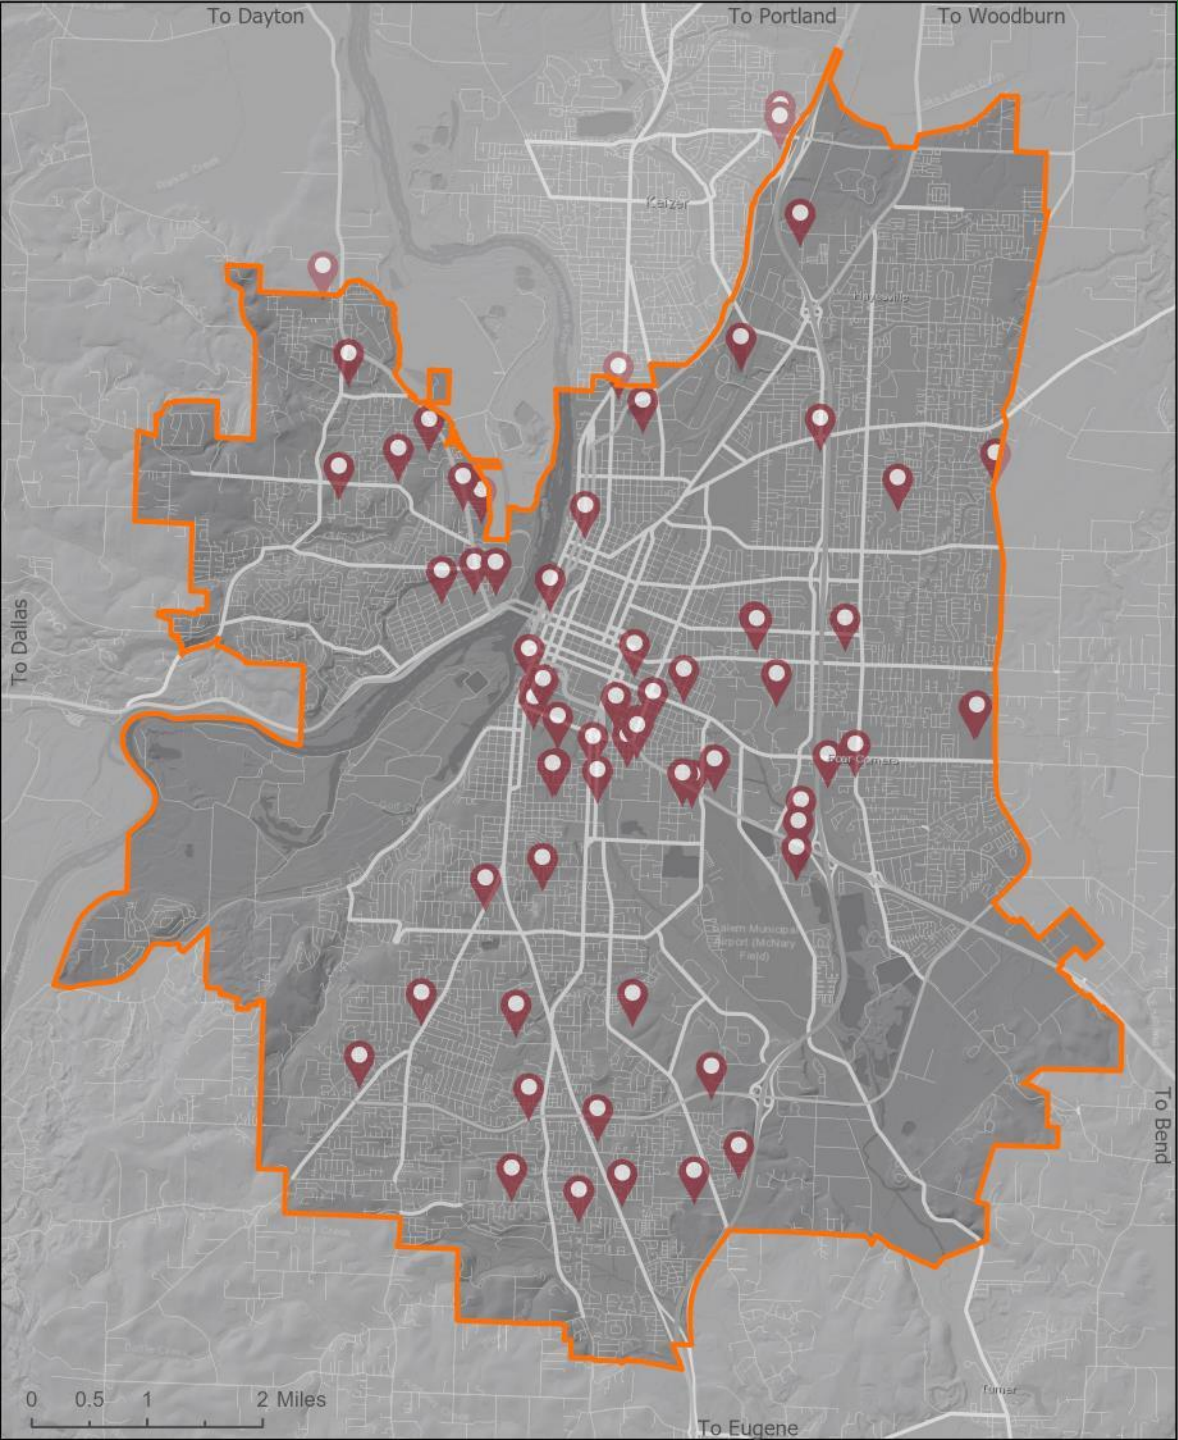 To Dayton
To Portland
To Woodburn
Keizer
Hayesville
To Dallas
Four Corners
Salem Municipal
Airport (McNary
Field)
To Bend
0 0.5 1 2 Miles
Turner
To Eugene